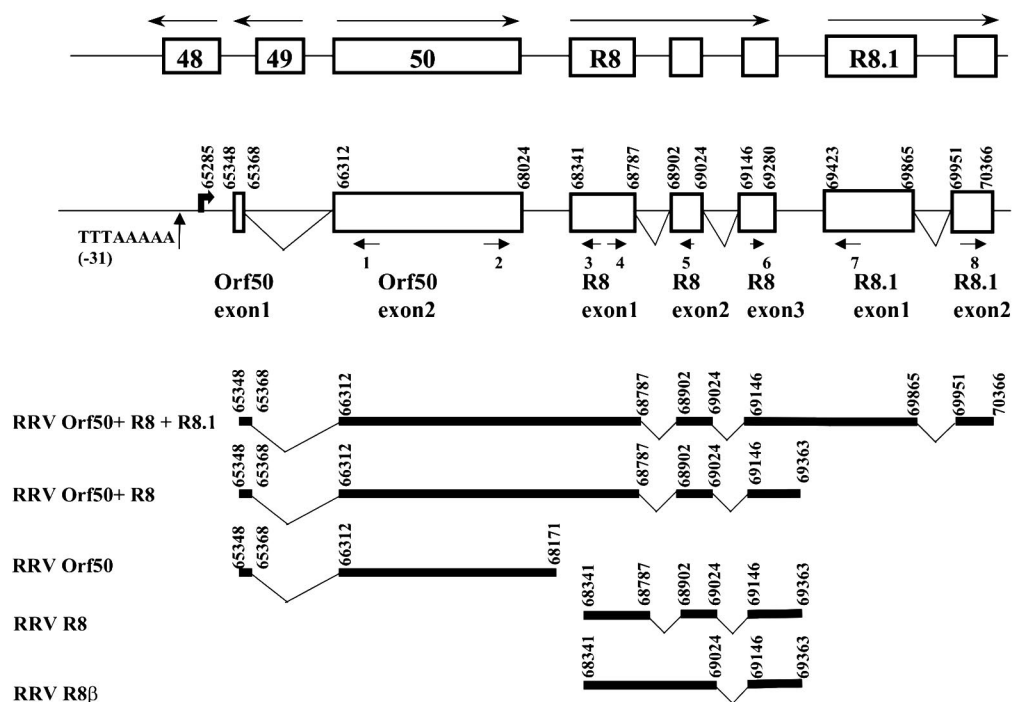 48 49 50 R8 R8.1
65285 65348 65368 66312 68024 68341 68787 68902 69024 69146 69280 69423 69865 69951 70366
TTTAAAAA
(-31)
1 2 3 4 5 6 7 8
Orf50 Orf50 R8 R8 R8 R8.1 R8.1
exon1 exon2 exon1 exon2 exon3 exon1 exon2
65348 65368 66312 68787 68902 69024 69146 69865 69951 70366
RRV Orf50+ R8 + R8.1
65348 65368 66312 68787 68902 69024 69146 69363
RRV Orf50+ R8
65348 65368 66312 68171
RRV Orf50
68341 68787 68902 69024 69146 69363
RRV R8
68341 69024 69146 69363
RRV R8β